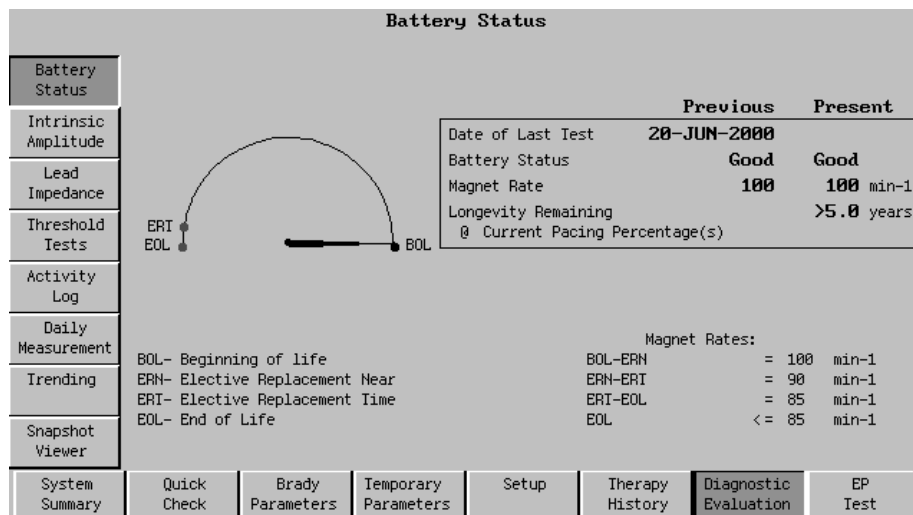 Battery Status
Battery
Status
Intrinsic
Amplitude
Lead
Impedance
Threshold
Tests
Activity
Log
Daily
Measurement
Trending
Snapshot
Viewer
ERT
EOL
BOL
Previous Present
Date of Last Test 20-JUN-2000
Battery Status Good Good
Magnet Rate 100 100 min-1
Longevity Remaining >5.0 years
@ Current Pacing Percentage(s)
BOL- Beginning of life
ERN- Elective Replacement Near
ERT- Elective Replacement Time
EOL- End of Life
Magnet Rates:
BOL-ERN = 100 min-1
ERN-ERT = 90 min-1
ERT-EOL = 85 min-1
EOL <= 85 min-1
System
Summary
Quick
Check
Brady
Parameters
Temporary
Parameters
Setup
Therapy
History
Diagnostic
Evaluation
EP
Test